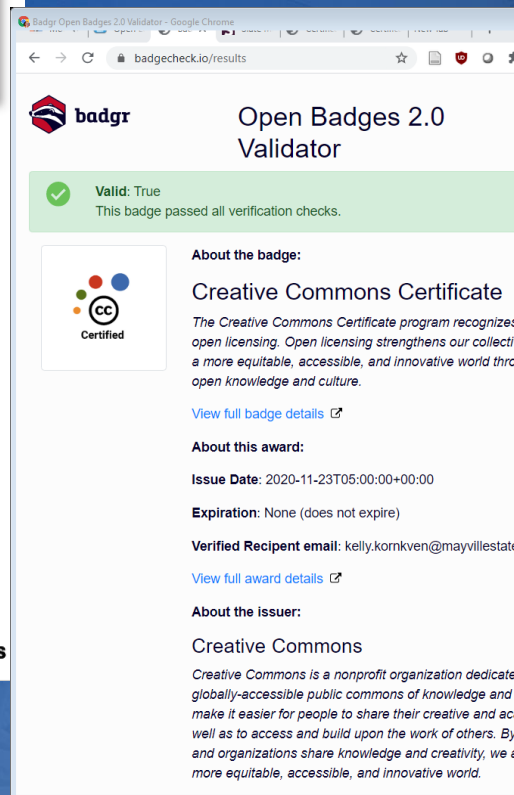 Badgr Open Badges 2.0 Validator - Google Chrome
badgecheck.io/results
badgr
Open Badges 2.0
Validator
Valid: True
This badge passed all verification checks.
cc
Certified
About the badge:
Creative Commons Certificate
The Creative Commons Certificate program recognizes
open licensing. Open licensing strengthens our collecti
a more equitable, accessible, and innovative world thro
open knowledge and culture.
View full badge details
About this award:
Issue Date: 2020-11-23T05:00:00+00:00
Expiration: None (does not expire)
Verified Recipent email: kelly.kornkven@mayvillestate
View full award details
About the issuer:
Creative Commons
Creative Commons is a nonprofit organization dedicate
globally-accessible public commons of knowledge and
make it easier for people to share their creative and ac
well as to access and build upon the work of others. By
and organizations share knowledge and creativity, we a
more equitable, accessible, and innovative world.